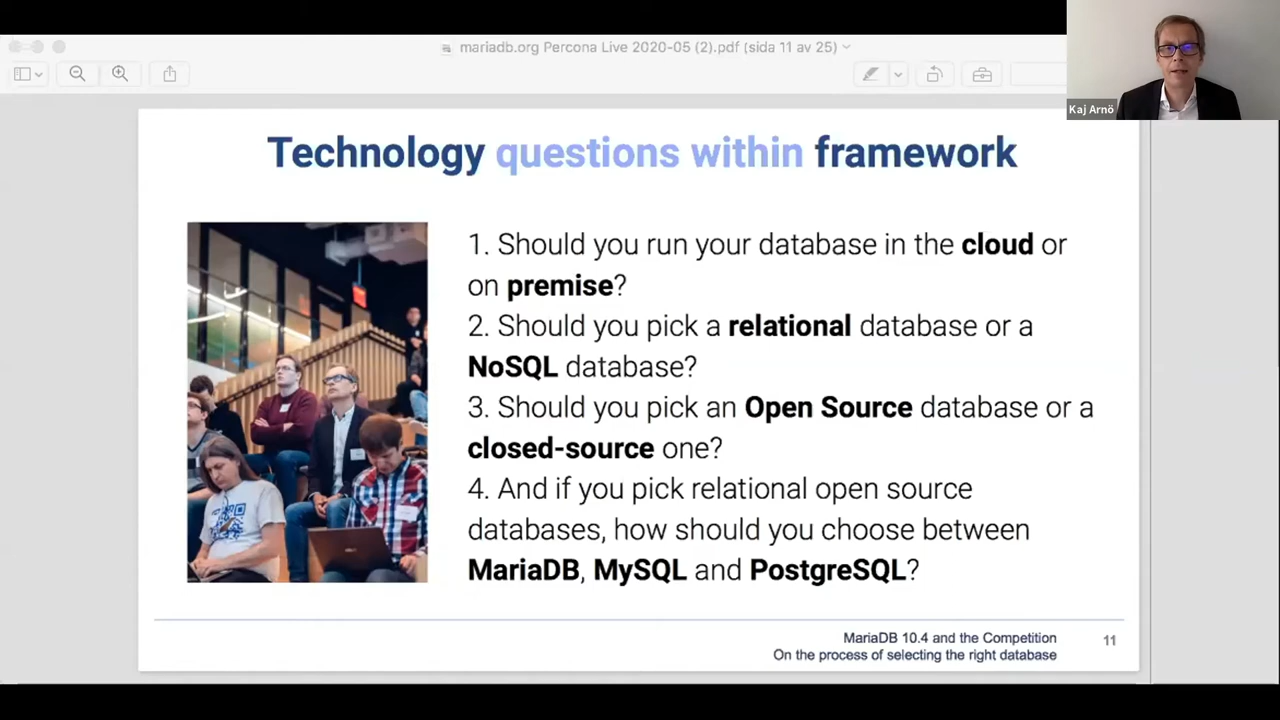 mariadb.org Percona Live 2020-05 (2).pdf (sida 11 av 25)
Kaj Arnö
Technology questions within framework
1. Should you run your database in the cloud or
on premise?
2. Should you pick a relational database or a
NoSQL database?
3. Should you pick an Open Source database or a
closed-source one?
4. And if you pick relational open source
databases, how should you choose between
MariaDB, MySQL and PostgreSQL?
MariaDB 10.4 and the Competition
On the process of selecting the right database
11